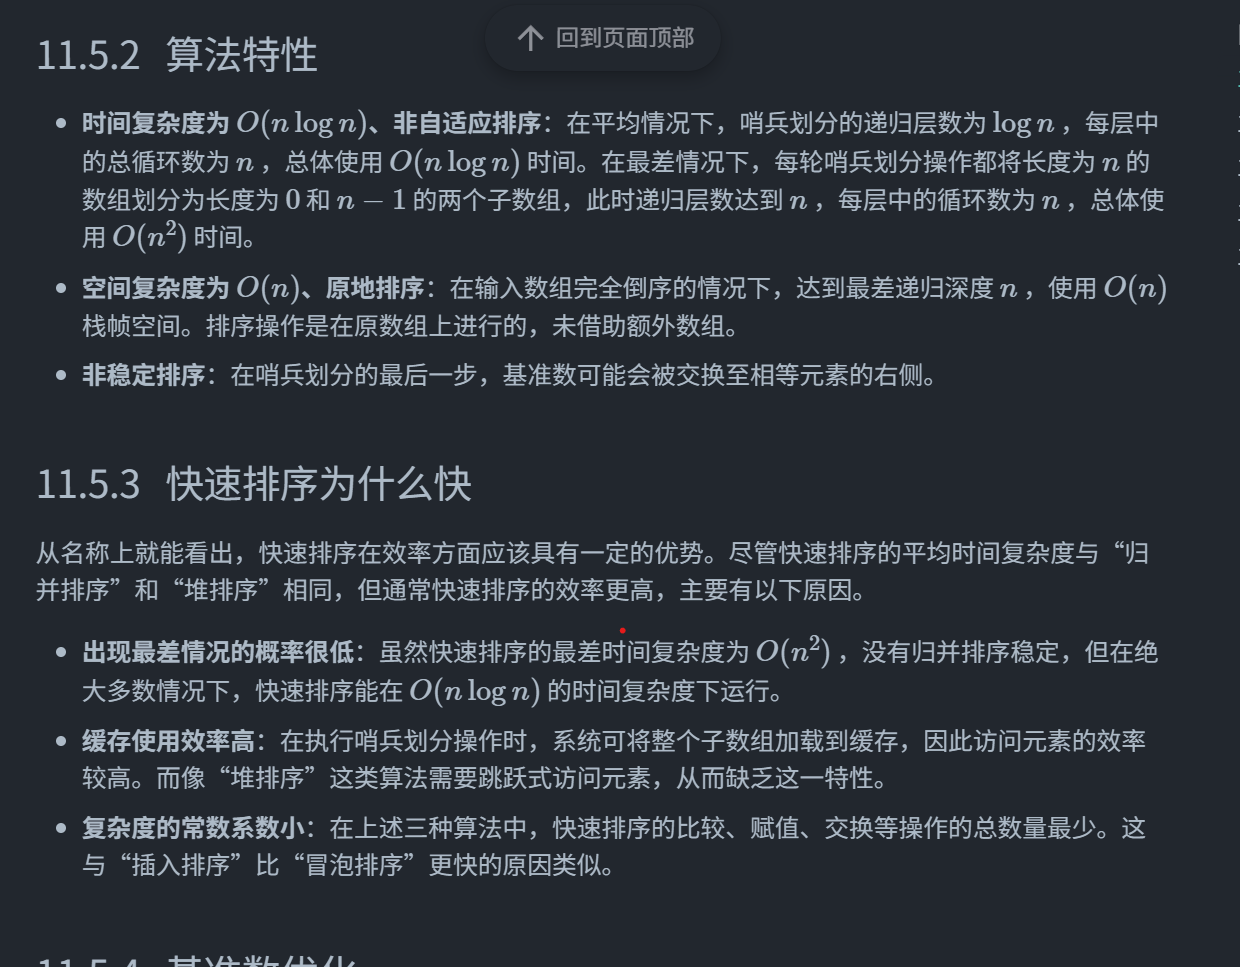 回到页面顶部
11.5.2 算法特性
时间复杂度为 O(n log n)、非自适应排序：在平均情况下，哨兵划分的递归层数为 log n ，每层中
的总循环数为 n ，总体使用 O(n log n) 时间。在最差情况下，每轮哨兵划分操作都将长度为 n 的
数组划分为长度为 0 和 n − 1 的两个子数组，此时递归层数达到 n ，每层中的循环数为 n ，总体使
用 O(n²) 时间。
空间复杂度为 O(n)、原地排序：在输入数组完全倒序的情况下，达到最差递归深度 n ，使用 O(n)
栈帧空间。排序操作是在原数组上进行的，未借助额外数组。
非稳定排序：在哨兵划分的最后一步，基准数可能会被交换至相等元素的右侧。
11.5.3 快速排序为什么快
从名称上就能看出，快速排序在效率方面应该具有一定的优势。尽管快速排序的平均时间复杂度与“归
并排序”和“堆排序”相同，但通常快速排序的效率更高，主要有以下原因。
出现最差情况的概率很低：虽然快速排序的最差时间复杂度为 O(n²) ，没有归并排序稳定，但在绝
大多数情况下，快速排序能在 O(n log n) 的时间复杂度下运行。
缓存使用效率高：在执行哨兵划分操作时，系统可将整个子数组加载到缓存，因此访问元素的效率
较高。而像“堆排序”这类算法需要跳跃式访问元素，从而缺乏这一特性。
复杂度的常数系数小：在上述三种算法中，快速排序的比较、赋值、交换等操作的总数量最少。这
与“插入排序”比“冒泡排序”更快的原因类似。
11.5.4 基准数优化